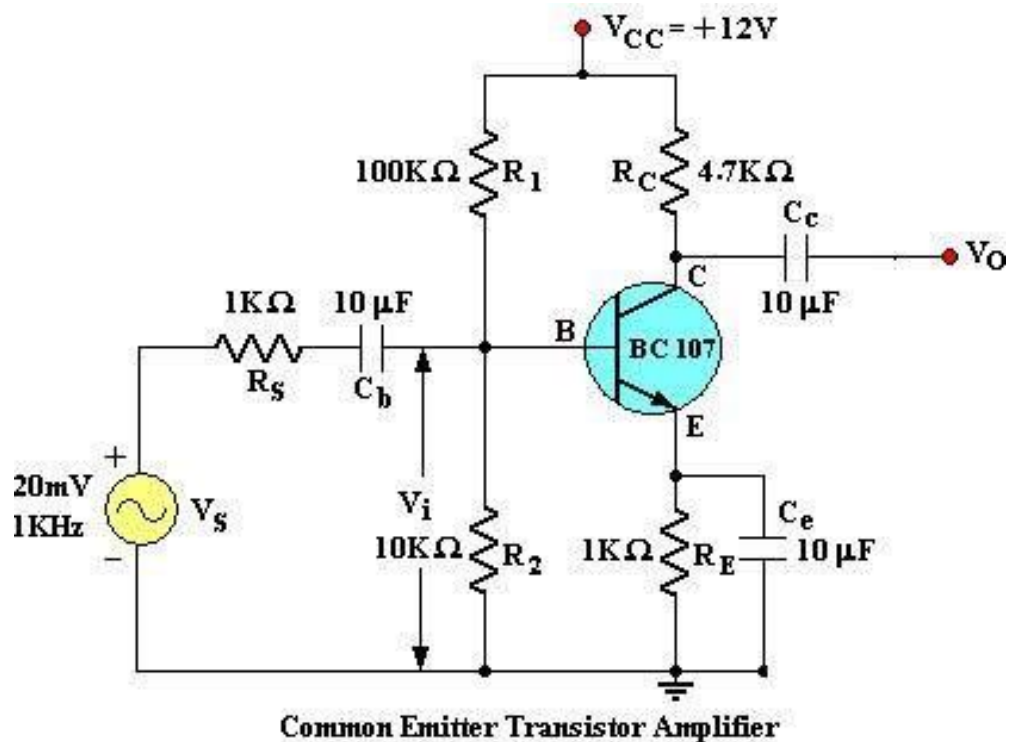 VCC = +12V
100KΩ R1
RC 4.7KΩ
Cc
VO
10 μF
C
1KΩ
10 μF
B
BC 107
RS
Cb
E
+
20mV
1KHz
VS
−
Vi
10KΩ R2
1KΩ RE
Ce
10 μF
Common Emitter Transistor Amplifier